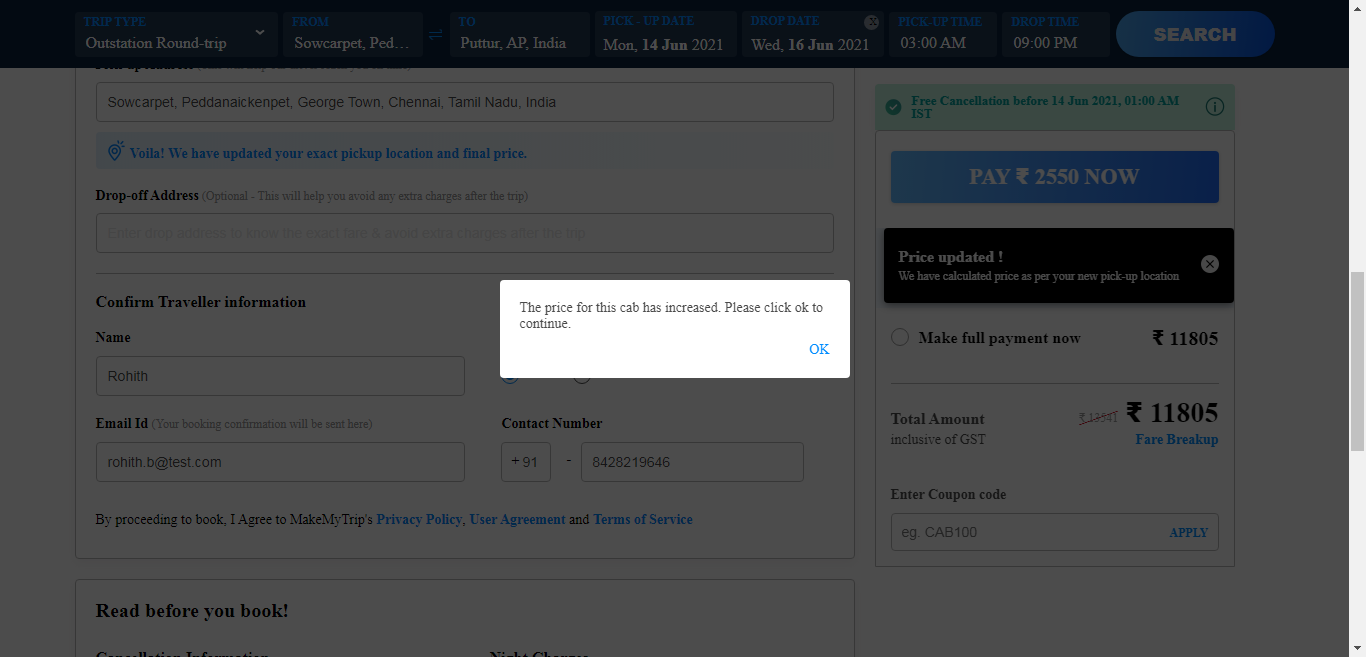 TRIP TYPE
Outstation Round-trip
FROM
Sowcarpet, Ped…
TO
Puttur, AP, India
PICK - UP DATE
Mon, 14 Jun 2021
DROP DATE
X
Wed, 16 Jun 2021
PICK-UP TIME
03:00 AM
DROP TIME
09:00 PM
SEARCH
Sowcarpet, Peddanaickenpet, George Town, Chennai, Tamil Nadu, India
Voila! We have updated your exact pickup location and final price.
Drop-off Address (Optional - This will help you avoid any extra charges after the trip)
Enter drop address to know the exact fare & avoid extra charges after the trip
Confirm Traveller information
Name
Rohith
Email Id (Your booking confirmation will be sent here)
rohith.b@test.com
Contact Number
+ 91 - 8428219646
By proceeding to book, I Agree to MakeMyTrip's Privacy Policy, User Agreement and Terms of Service
Read before you book!
Cancellation Information
Night Charges
The price for this cab has increased. Please click ok to
continue.
OK
Free Cancellation before 14 Jun 2021, 01:00 AM
IST
PAY ₹ 2550 NOW
Price updated !
We have calculated price as per your new pick-up location
Make full payment now ₹ 11805
Total Amount ₹ 13541 ₹ 11805
inclusive of GST Fare Breakup
Enter Coupon code
eg. CAB100 APPLY